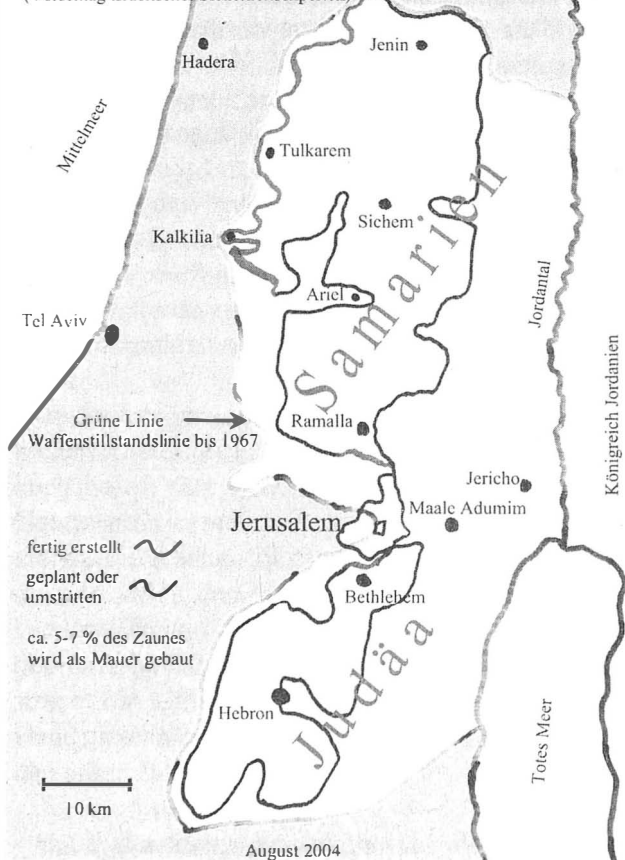 Hadera
Jenin
Mittelmeer
Tulkarem
Sichem
Kalkilia
Samarien
Ariel
Jordantal
Tel Aviv
Königreich Jordanien
Grüne Linie
Waffenstillstandslinie bis 1967
Ramalla
Jericho
Jerusalem
Maale Adumim
fertig erstellt
geplant oder
umstritten
Bethlehem
ca. 5-7 % des Zaunes
wird als Mauer gebaut
Judäa
Hebron
Totes Meer
10 km
August 2004